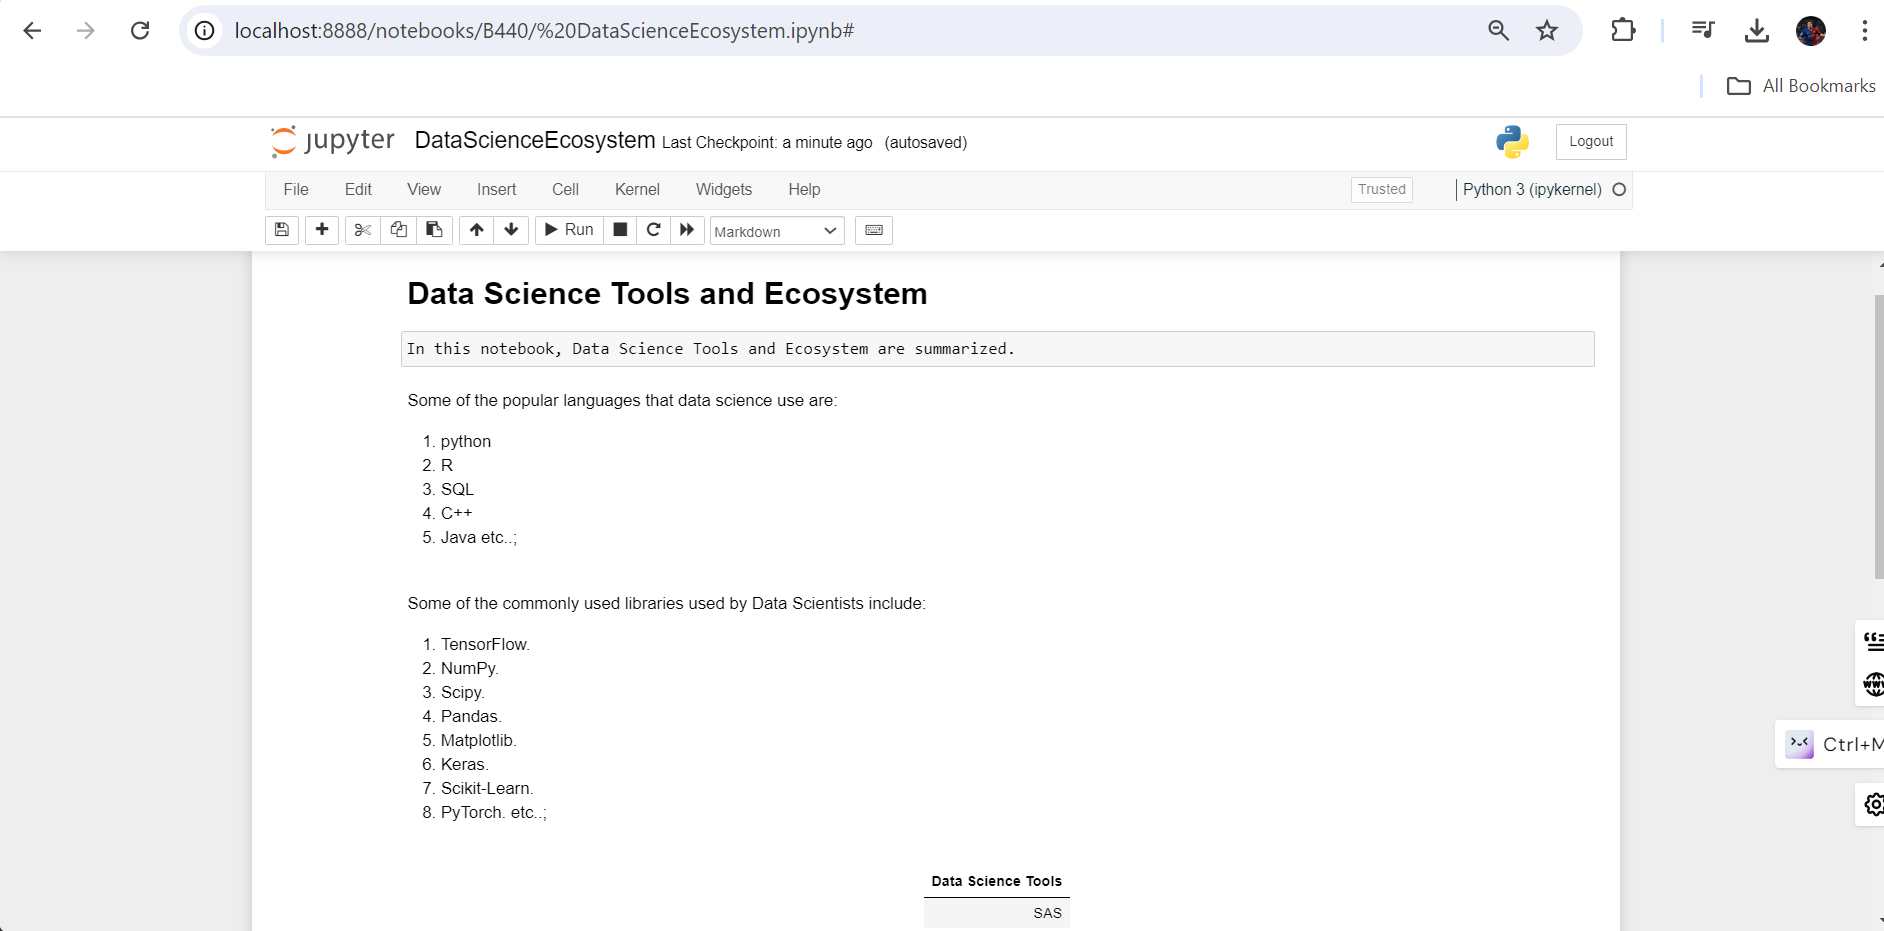 localhost:8888/notebooks/B440/%20DataScienceEcosystem.ipynb#
All Bookmarks
jupyter DataScienceEcosystem Last Checkpoint: a minute ago (autosaved)
Logout
File Edit View Insert Cell Kernel Widgets Help
Trusted
Python 3 (ipykernel)
Run
Markdown
Data Science Tools and Ecosystem
In this notebook, Data Science Tools and Ecosystem are summarized.
Some of the popular languages that data science use are:
1. python
2. R
3. SQL
4. C++
5. Java etc..;
Some of the commonly used libraries used by Data Scientists include:
1. TensorFlow.
2. NumPy.
3. Scipy.
4. Pandas.
5. Matplotlib.
6. Keras.
7. Scikit-Learn.
8. PyTorch. etc..;
WWW
Ctrl+M
Data Science Tools
SAS